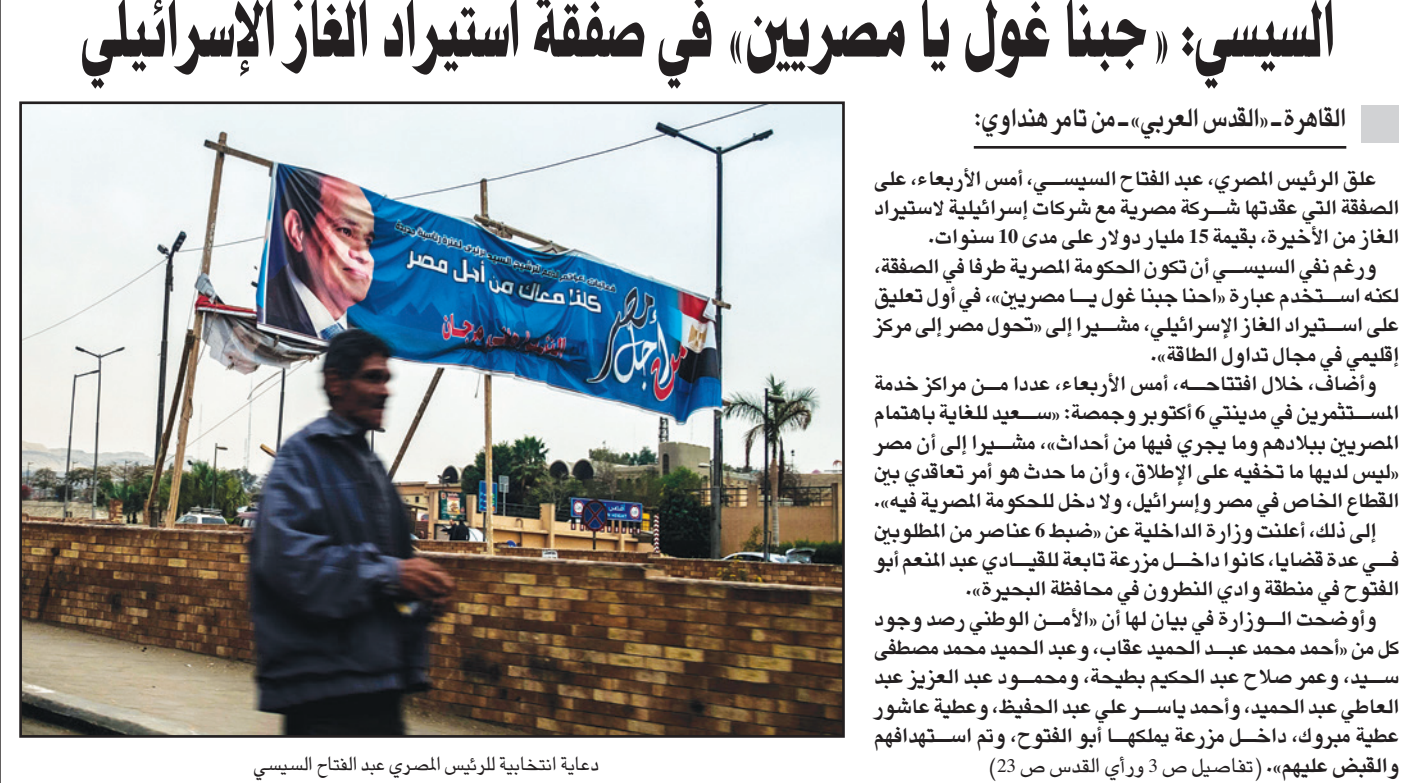 السيسي: «جبنا غول يا مصريين» في صفقة استيراد الغاز الإسرائيلي
القاهرة ـ «القدس العربي» ـ من تامر هنداوي:
علق الرئيس المصري، عبد الفتاح السيسي، أمس الأربعاء، على
الصفقة التي عقدتها شركة مصرية مع شركات إسرائيلية لاستيراد
الغاز من الأخيرة، بقيمة 15 مليار دولار على مدى 10 سنوات.
ورغم نفي السيسي أن تكون الحكومة المصرية طرفا في الصفقة،
لكنه استخدم عبارة «احنا جبنا غول يا مصريين»، في أول تعليق
على استيراد الغاز الإسرائيلي، مشيرا إلى «تحول مصر إلى مركز
إقليمي في مجال تداول الطاقة».
وأضاف، خلال افتتاحه، أمس الأربعاء، عددا من مراكز خدمة
المستثمرين في مدينتي 6 أكتوبر وجمصة: «سعيد للغاية باهتمام
المصريين ببلادهم وما يجري فيها من أحداث»، مشيرا إلى أن مصر
«ليس لديها ما تخفيه على الإطلاق، وأن ما حدث هو أمر تعاقدي بين
القطاع الخاص في مصر وإسرائيل، ولا دخل للحكومة المصرية فيه».
إلى ذلك، أعلنت وزارة الداخلية عن «ضبط 6 عناصر من المطلوبين
في عدة قضايا، كانوا داخل مزرعة تابعة للقيادي عبد المنعم أبو
الفتوح في منطقة وادي النطرون في محافظة البحيرة».
وأوضحت الوزارة في بيان لها أن «الأمن الوطني رصد وجود
كل من «أحمد محمد عبد الحميد عقاب، وعبد الحميد محمد مصطفى
سيد، وعمر صلاح عبد الحكيم بطيحة، ومحمود عبد العزيز عبد
العاطي عبد الحميد، وأحمد ياسر علي عبد الحفيظ، وعطية عاشور
عطية مبروك، داخل مزرعة يملكها أبو الفتوح، وتم استهدافهم
والقبض عليهم». (تفاصيل ص 3 ورأي القدس ص 23)
كلنا معاك من أجل مصر
من أجل مصر
دعاية انتخابية للرئيس المصري عبد الفتاح السيسي